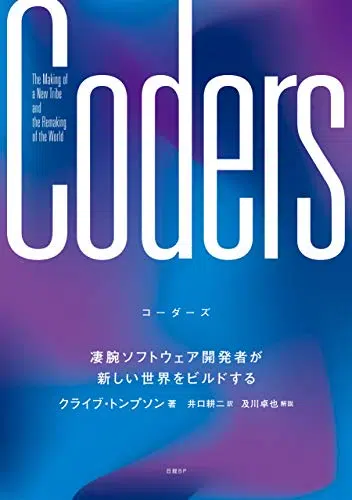 Coders
The Making of
a New Tribe
and
the Remaking
of the World
コーダーズ
凄腕ソフトウェア開発者が
新しい世界をビルドする
クライブ・トンプソン 著 井口耕二 訳 及川卓也 解説
日経BP